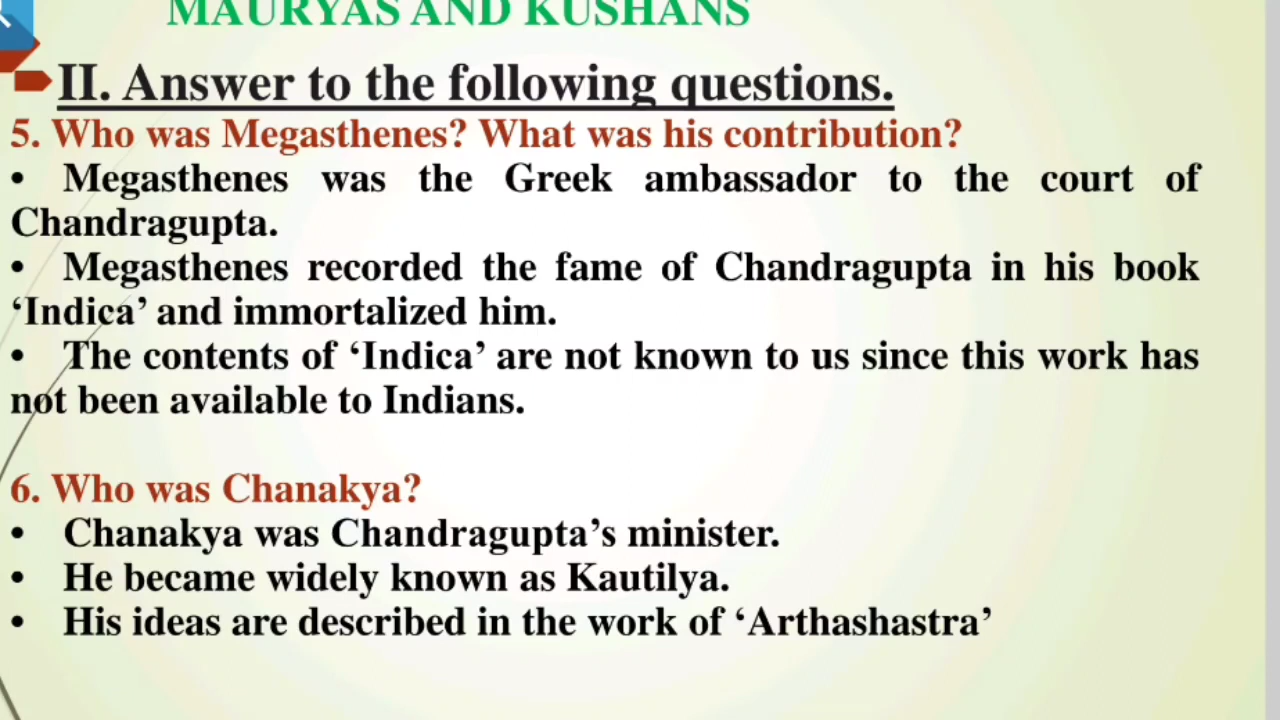 MAURYAS AND KUSHANS
II. Answer to the following questions.
5. Who was Megasthenes? What was his contribution?
• Megasthenes was the Greek ambassador to the court of
Chandragupta.
• Megasthenes recorded the fame of Chandragupta in his book
‘Indica’ and immortalized him.
• The contents of ‘Indica’ are not known to us since this work has
not been available to Indians.
6. Who was Chanakya?
• Chanakya was Chandragupta’s minister.
• He became widely known as Kautilya.
• His ideas are described in the work of ‘Arthashastra’